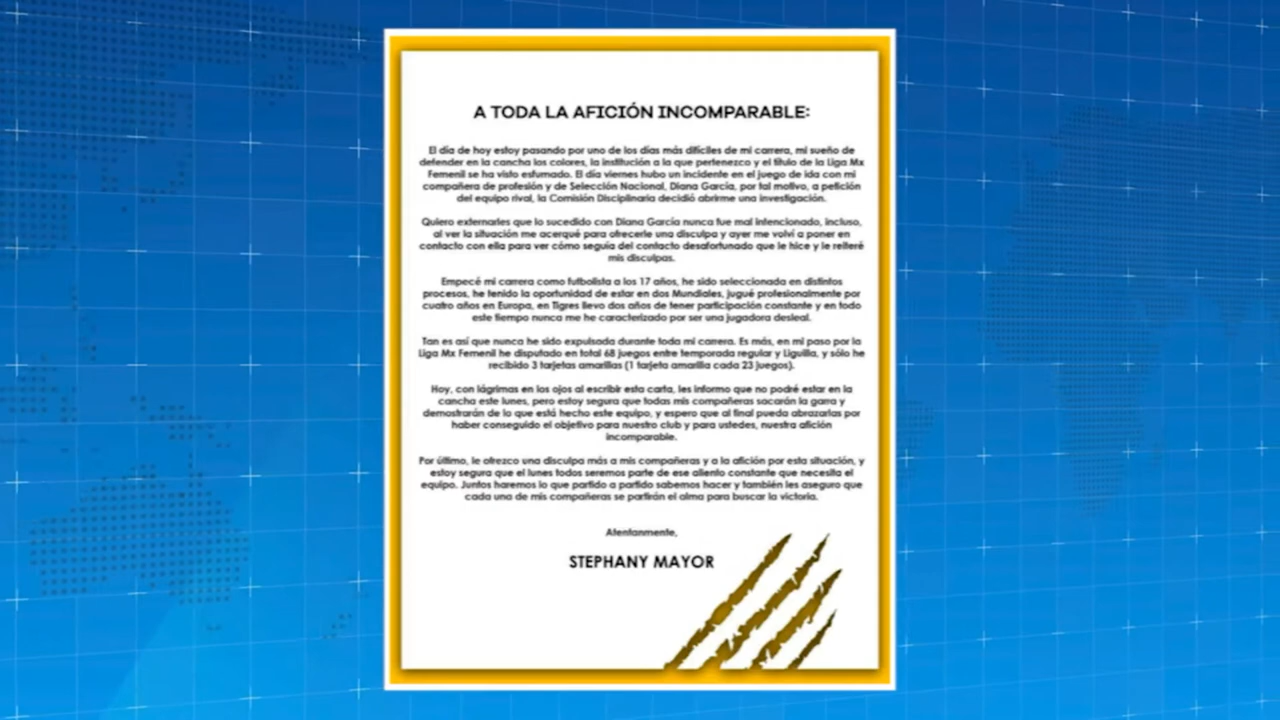 A TODA LA AFICIÓN INCOMPARABLE:
El día de hoy estoy pasando por uno de los días más difíciles de mi carrera, mi sueño de
defender en la cancha los colores, la institución a la que pertenezco y el título de la Liga Mx
Femenil se ha visto esfumado. El día viernes hubo un incidente en el juego de ida con mi
compañera de profesión y de Selección Nacional, Diana García, por tal motivo, a petición
del equipo rival, la Comisión Disciplinaria decidió abrirme una investigación.
Quiero externarles que lo sucedido con Diana García nunca fue mal intencionado, incluso,
al ver la situación me acerqué para ofrecerle una disculpa y ayer me volví a poner en
contacto con ella para ver cómo seguía del contacto desafortunado que le hice y le reiteré
mis disculpas.
Empecé mi carrera como futbolista a los 17 años, he sido seleccionada en distintos
procesos, he tenido la oportunidad de estar en dos Mundiales, jugué profesionalmente por
cuatro años en Europa, en Tigres llevo dos años de tener participación constante y en todo
este tiempo nunca me he caracterizado por ser una jugadora desleal.
Tan es así que nunca he sido expulsada durante toda mi carrera. Es más, en mi paso por la
Liga Mx Femenil he disputado en total 68 juegos entre temporada regular y Liguilla, y sólo he
recibido 3 tarjetas amarillas (1 tarjeta amarilla cada 23 juegos).
Hoy, con lágrimas en los ojos al escribir esta carta, les informo que no podré estar en la
cancha este lunes, pero estoy segura que todas mis compañeras sacarán la garra y
demostrarán de lo que está hecho este equipo, y espero que al final pueda abrazarlas por
haber conseguido el objetivo para nuestro club y para ustedes, nuestra afición
incomparable.
Por último, le ofrezco una disculpa más a mis compañeras y a la afición por esta situación, y
estoy segura que el lunes todos seremos parte de ese aliento constante que necesita el
equipo. Juntos haremos lo que partido a partido sabemos hacer y también les aseguro que
cada una de mis compañeras se partirán el alma para buscar la victoria.
Atentanmente,
STEPHANY MAYOR